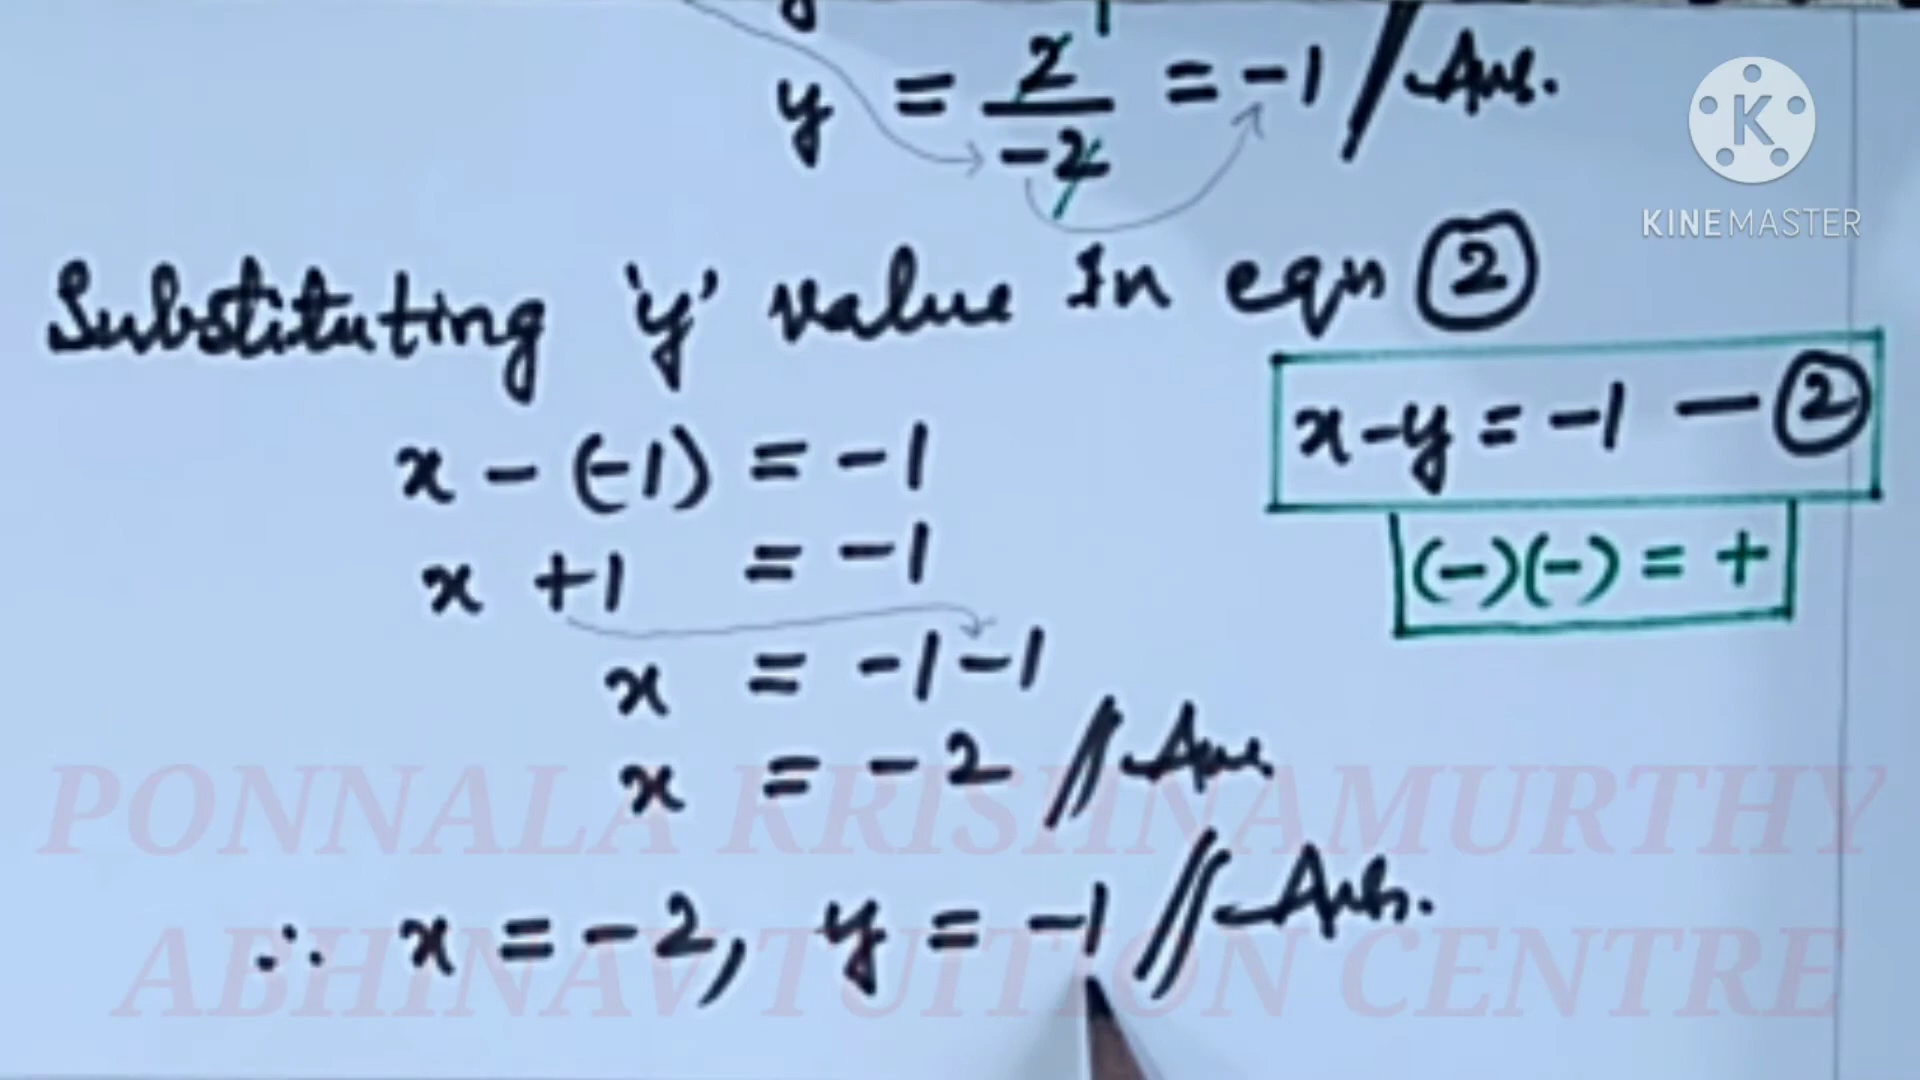 y = 2/-2 = -1 // Ans.
KINEMASTER
Substituting 'y' value in eqn ②
x-y = -1 — ②
x - (-1) = -1
(-)(-) = +
x + 1 = -1
x = -1-1
x = -2 // Ans.
PONNALA KRISHNAMURTHY
∴ x = -2, y = -1 // Ans.
ABHINAV TUITION CENTRE